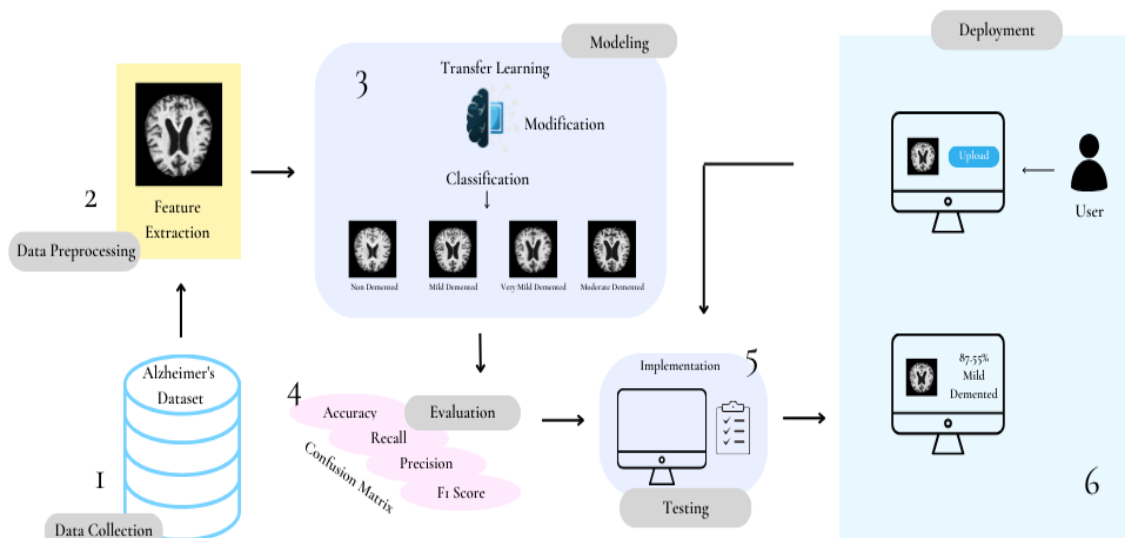 1
Data Collection
Alzheimer's
Dataset
2
Data Preprocessing
Feature
Extraction
3
Modeling
Transfer Learning
Modification
Classification
Non Demented
Mild Demented
Very Mild Demented
Moderate Demented
4
Evaluation
Accuracy
Recall
Precision
F1 Score
Confusion Matrix
5
Implementation
Testing
Deployment
Upload
User
87.55%
Mild
Demented
6